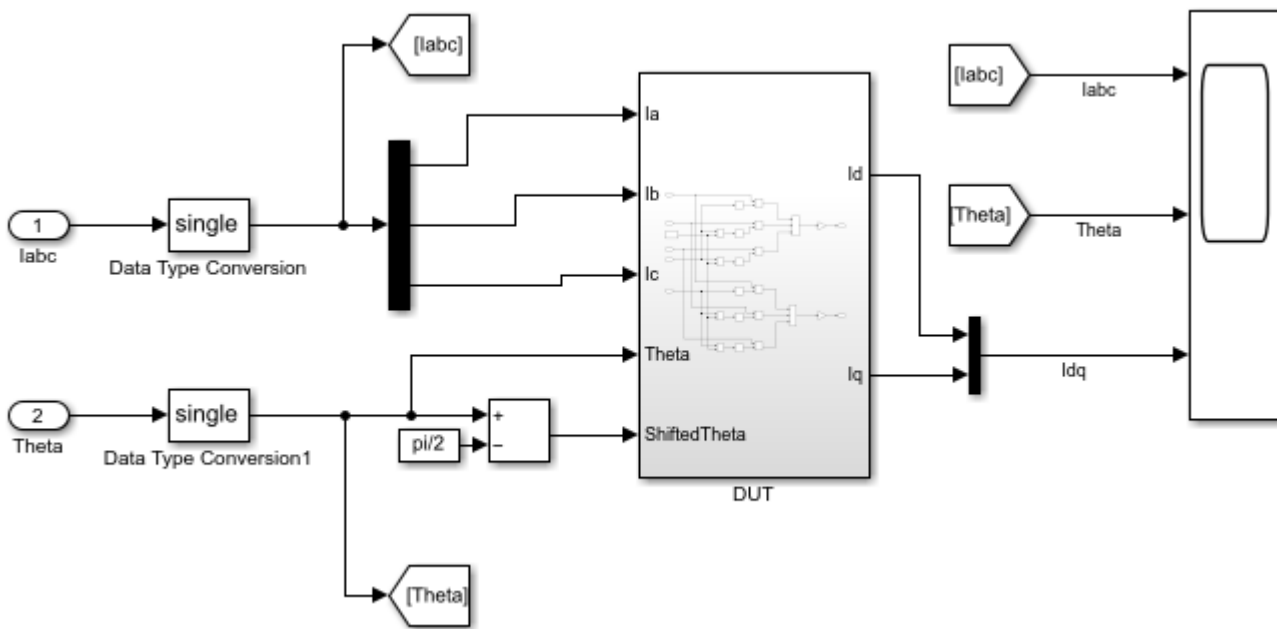 [Iabc]
[Iabc]
Iabc
Ia
Id
Ib
[Theta]
Theta
1
Iabc
single
Data Type Conversion
Ic
Theta
Iq
Idq
2
Theta
single
Data Type Conversion1
+
pi/2
−
ShiftedTheta
DUT
[Theta]